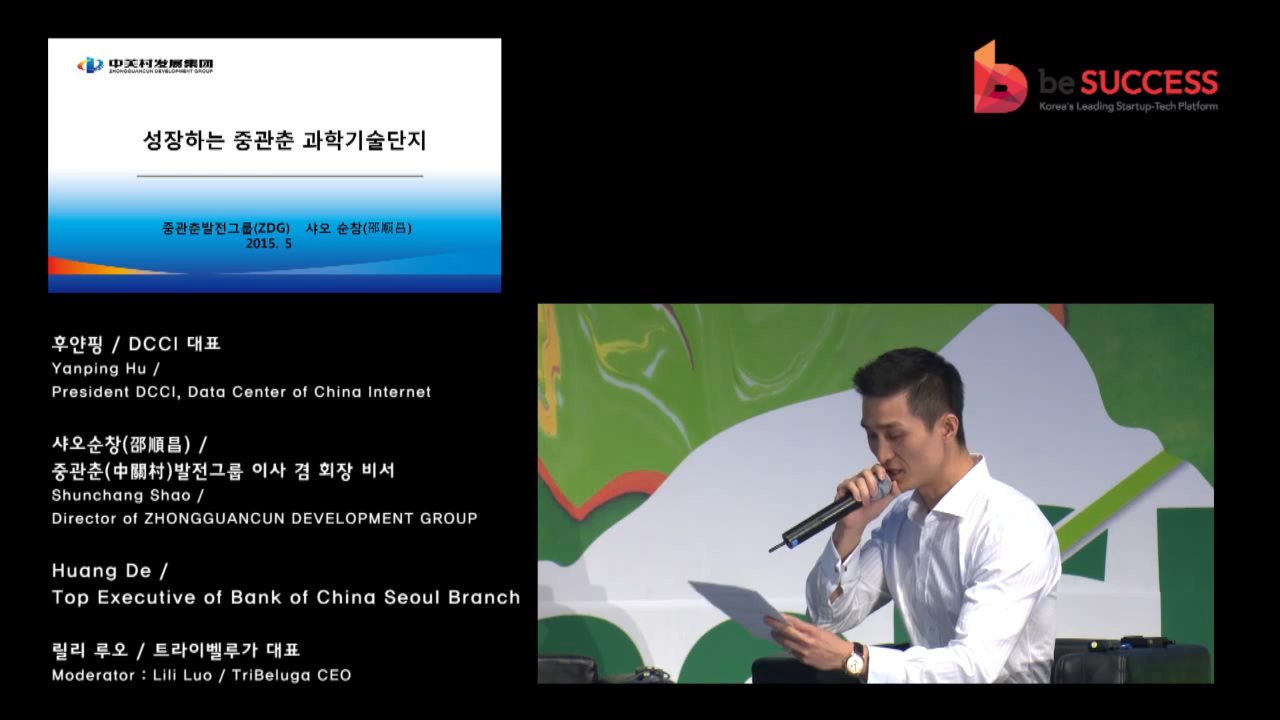 中关村发展集团
ZHONGGUANCUN DEVELOPMENT GROUP
성장하는 중관춘 과학기술단지
중관춘발전그룹(ZDG) 샤오 순창(邵顺昌)
2015. 5
be SUCCESS
Korea's Leading Startup-Tech Platform
후얀핑 / DCCI 대표
Yanping Hu /
President DCCI, Data Center of China Internet
샤오순창(邵順昌) /
중관춘(中關村)발전그룹 이사 겸 회장 비서
Shunchang Shao /
Director of ZHONGGUANCUN DEVELOPMENT GROUP
Huang De /
Top Executive of Bank of China Seoul Branch
릴리 루오 / 트라이벨루가 대표
Moderator : Lili Luo / TriBeluga CEO